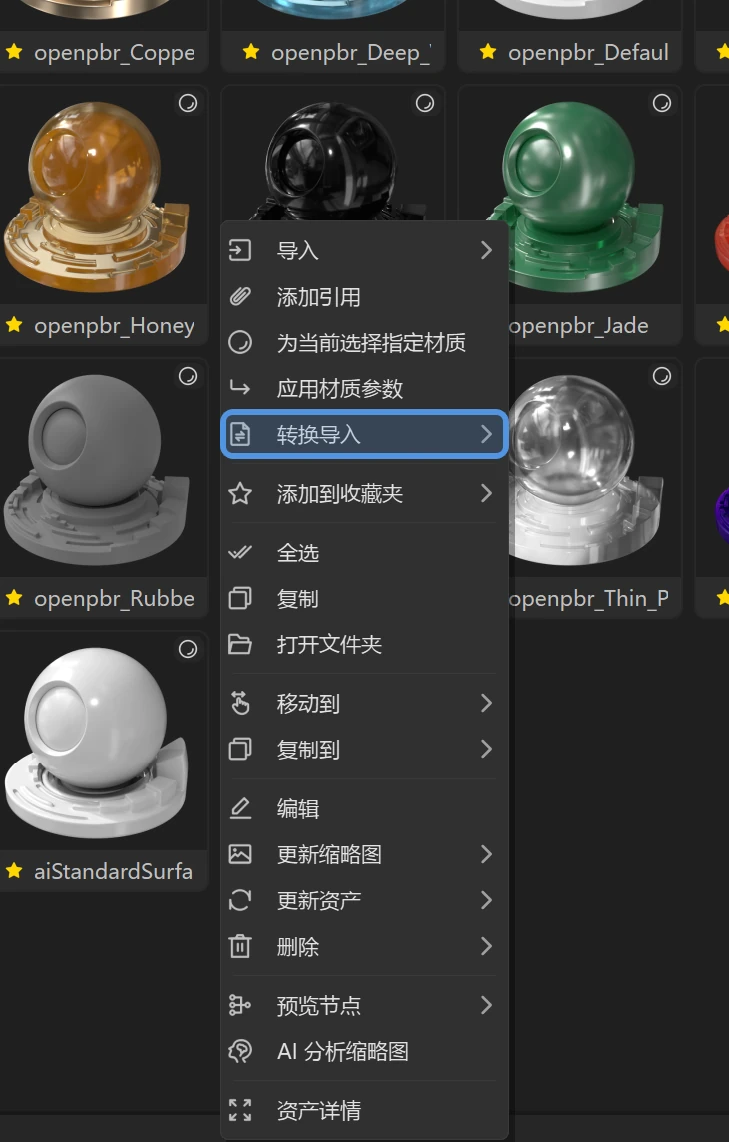 openpbr_Coppe
openpbr_Deep_
openpbr_Defaul
openpbr_Honey
openpbr_Jade
openpbr_Rubbe
openpbr_Thin_P
aiStandardSurfa
导入
添加引用
为当前选择指定材质
应用材质参数
转换导入
添加到收藏夹
全选
复制
打开文件夹
移动到
复制到
编辑
更新缩略图
更新资产
删除
预览节点
AI 分析缩略图
资产详情